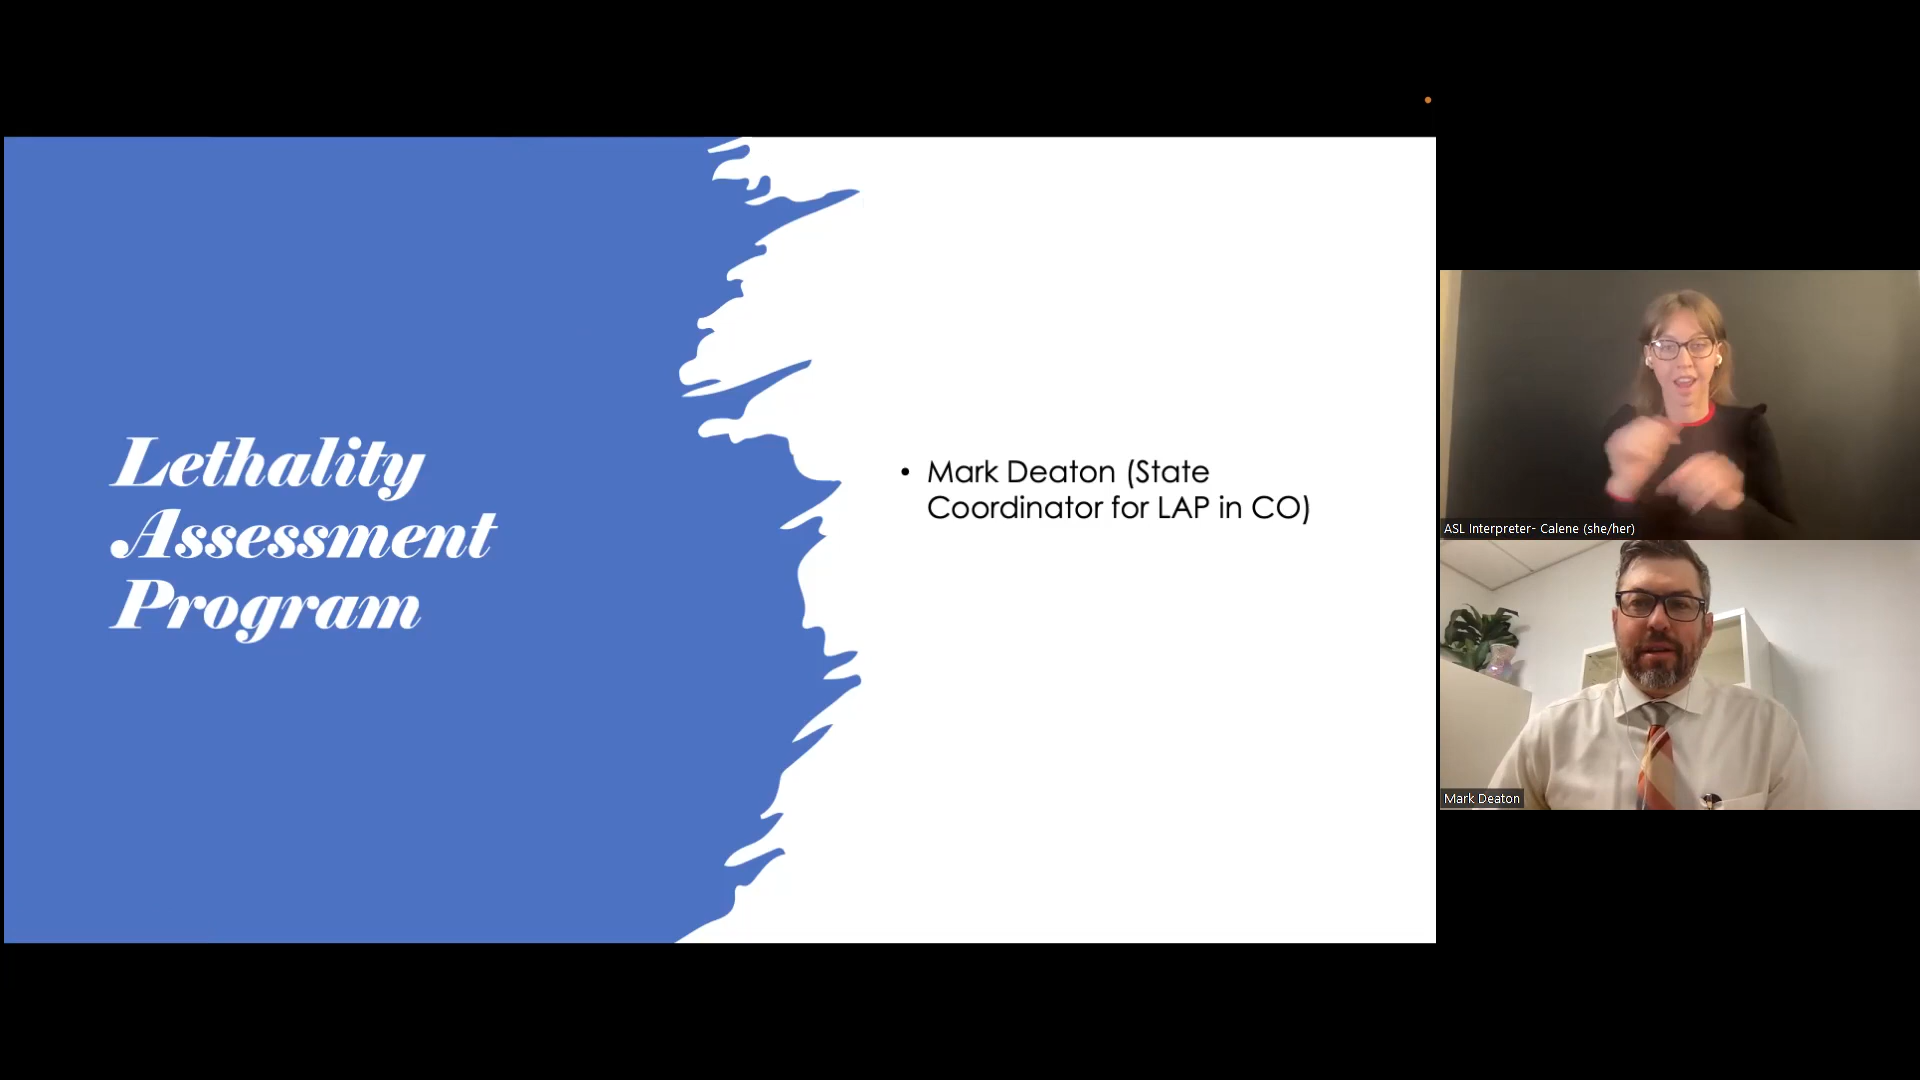 Lethality
Assessment
Program
• Mark Deaton (State
Coordinator for LAP in CO)
ASL Interpreter- Calene (she/her)
Mark Deaton